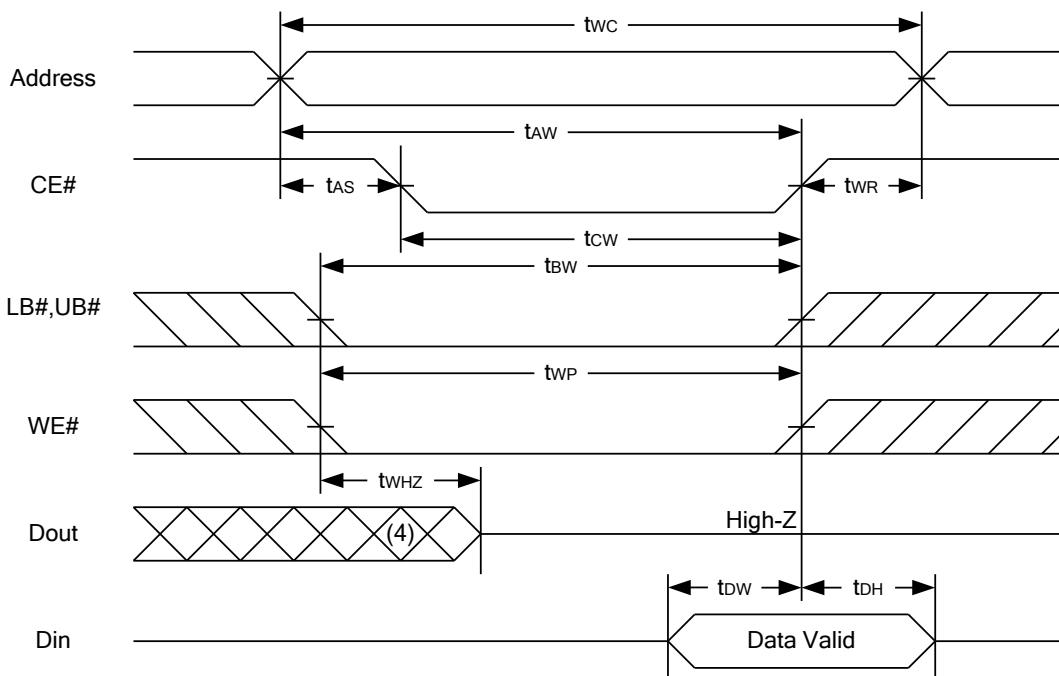 tWC
Address
tAW
CE#
tAS
tWR
tCW
tBW
LB#,UB#
tWP
WE#
tWHZ
Dout
(4)
High-Z
tDW
tDH
Din
Data Valid